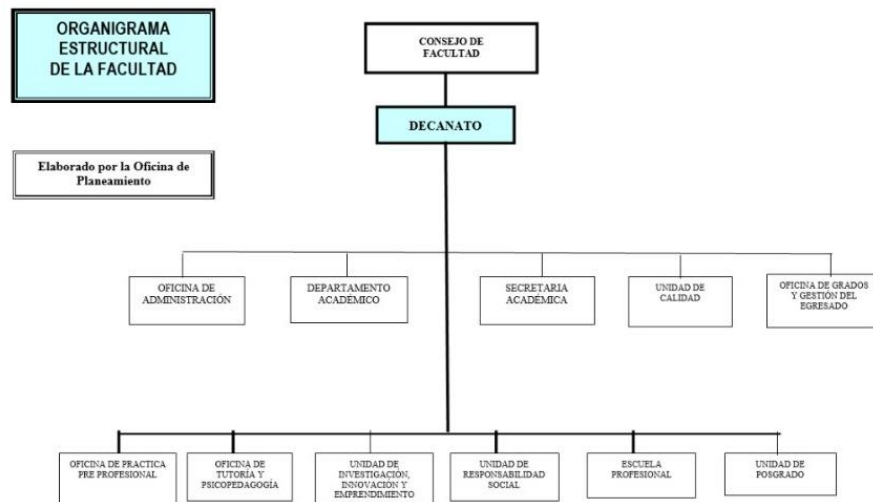 ORGANIGRAMA
ESTRUCTURAL
DE LA FACULTAD
CONSEJO DE
FACULTAD
DECANATO
Elaborado por la Oficina de
Planeamiento
OFICINA DE
ADMINISTRACIÓN
DEPARTAMENTO
ACADÉMICO
SECRETARIA
ACADÉMICA
UNIDAD DE
CALIDAD
OFICINA DE GRADOS
Y GESTIÓN DEL
EGRESADO
OFICINA DE PRACTICA
PRE PROFESIONAL
OFICINA DE
TUTORÍA Y
PSICOPEDAGOGÍA
UNIDAD DE
INVESTIGACIÓN,
INNOVACIÓN Y
EMPRENDIMIENTO
UNIDAD DE
RESPONSABILIDAD
SOCIAL
ESCUELA
PROFESIONAL
UNIDAD DE
POSGRADO